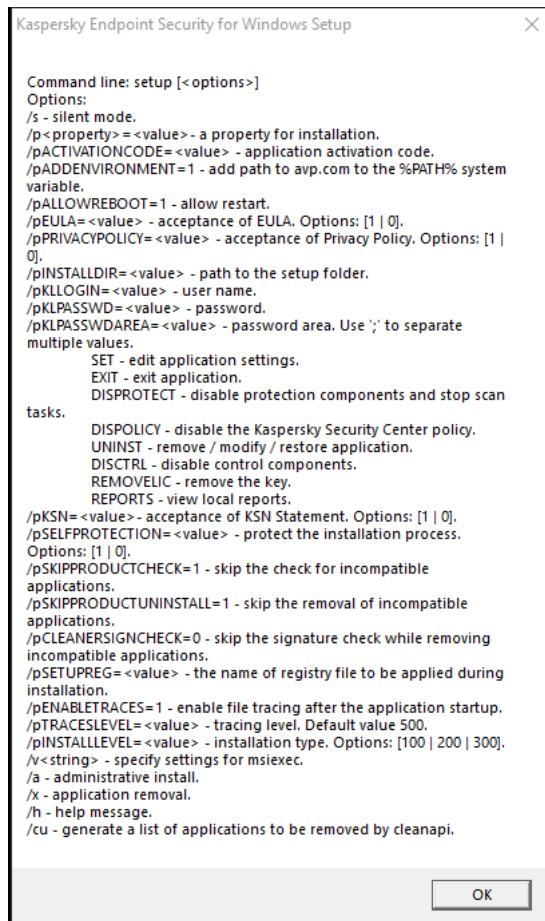 Kaspersky Endpoint Security for Windows Setup
Command line: setup [<options>]
Options:
/s - silent mode.
/p<property>=<value>- a property for installation.
/pACTIVATIONCODE=<value> - application activation code.
/pADDENVIRONMENT=1 - add path to avp.com to the %PATH% system
variable.
/pALLOWREBOOT=1 - allow restart.
/pEULA=<value> - acceptance of EULA. Options: [1 | 0].
/pPRIVACYPOLICY=<value> - acceptance of Privacy Policy. Options: [1 |
0].
/pINSTALLDIR=<value> - path to the setup folder.
/pKLLOGIN=<value> - user name.
/pKLPASSWD=<value> - password.
/pKLPASSWDAREA=<value> - password area. Use ';' to separate
multiple values.
SET - edit application settings.
EXIT - exit application.
DISPROTECT - disable protection components and stop scan
tasks.
DISPOLICY - disable the Kaspersky Security Center policy.
UNINST - remove / modify / restore application.
DISCTRL - disable control components.
REMOVELIC - remove the key.
REPORTS - view local reports.
/pKSN=<value>- acceptance of KSN Statement. Options: [1 | 0].
/pSELFPROTECTION=<value> - protect the installation process.
Options: [1 | 0].
/pSKIPPRODUCTCHECK=1 - skip the check for incompatible
applications.
/pSKIPPRODUCTUNINSTALL=1 - skip the removal of incompatible
applications.
/pCLEANERSIGNCHECK=0 - skip the signature check while removing
incompatible applications.
/pSETUPREG=<value> - the name of registry file to be applied during
installation.
/pENABLETRACES=1 - enable file tracing after the application startup.
/pTRACESLEVEL=<value> - tracing level. Default value 500.
/pINSTALLLEVEL=<value> - installation type. Options: [100 | 200 | 300].
/v<string> - specify settings for msiexec.
/a - administrative install.
/x - application removal.
/h - help message.
/cu - generate a list of applications to be removed by cleanapi.
OK